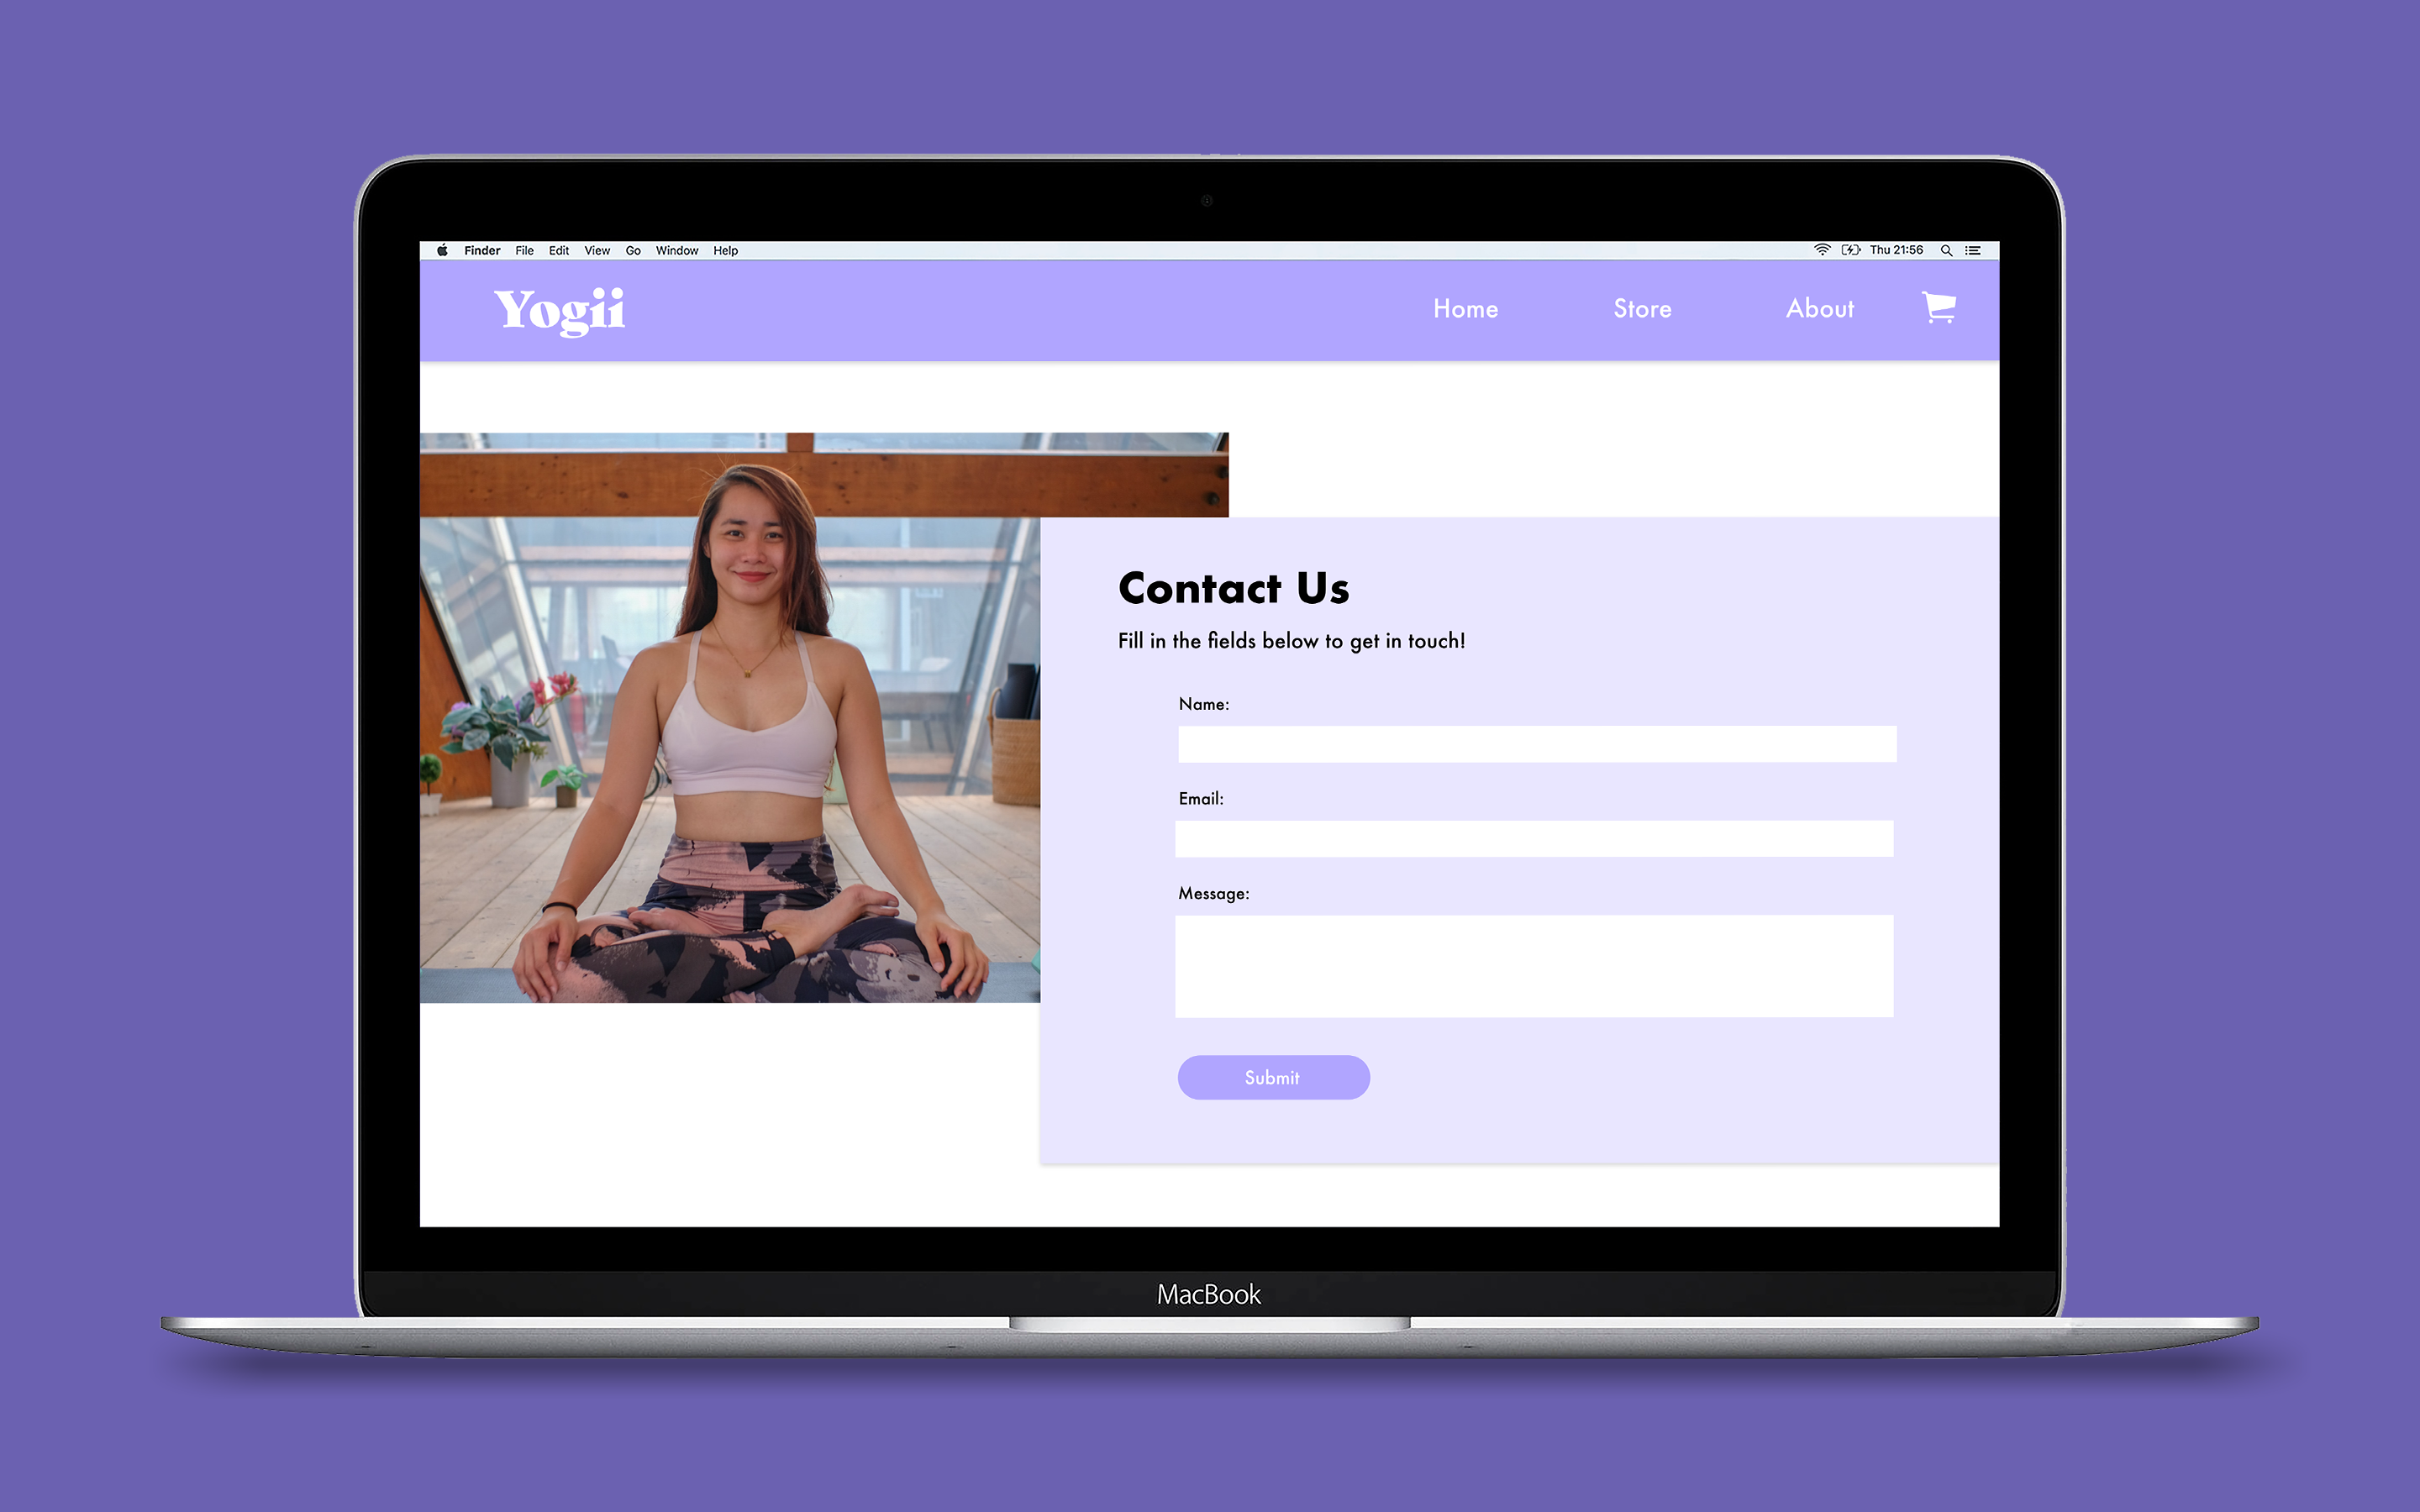 Finder File Edit View Go Window Help Thu 21:56
Yogii Home Store About
Contact Us
Fill in the fields below to get in touch!
Name:
Email:
Message:
Submit
MacBook